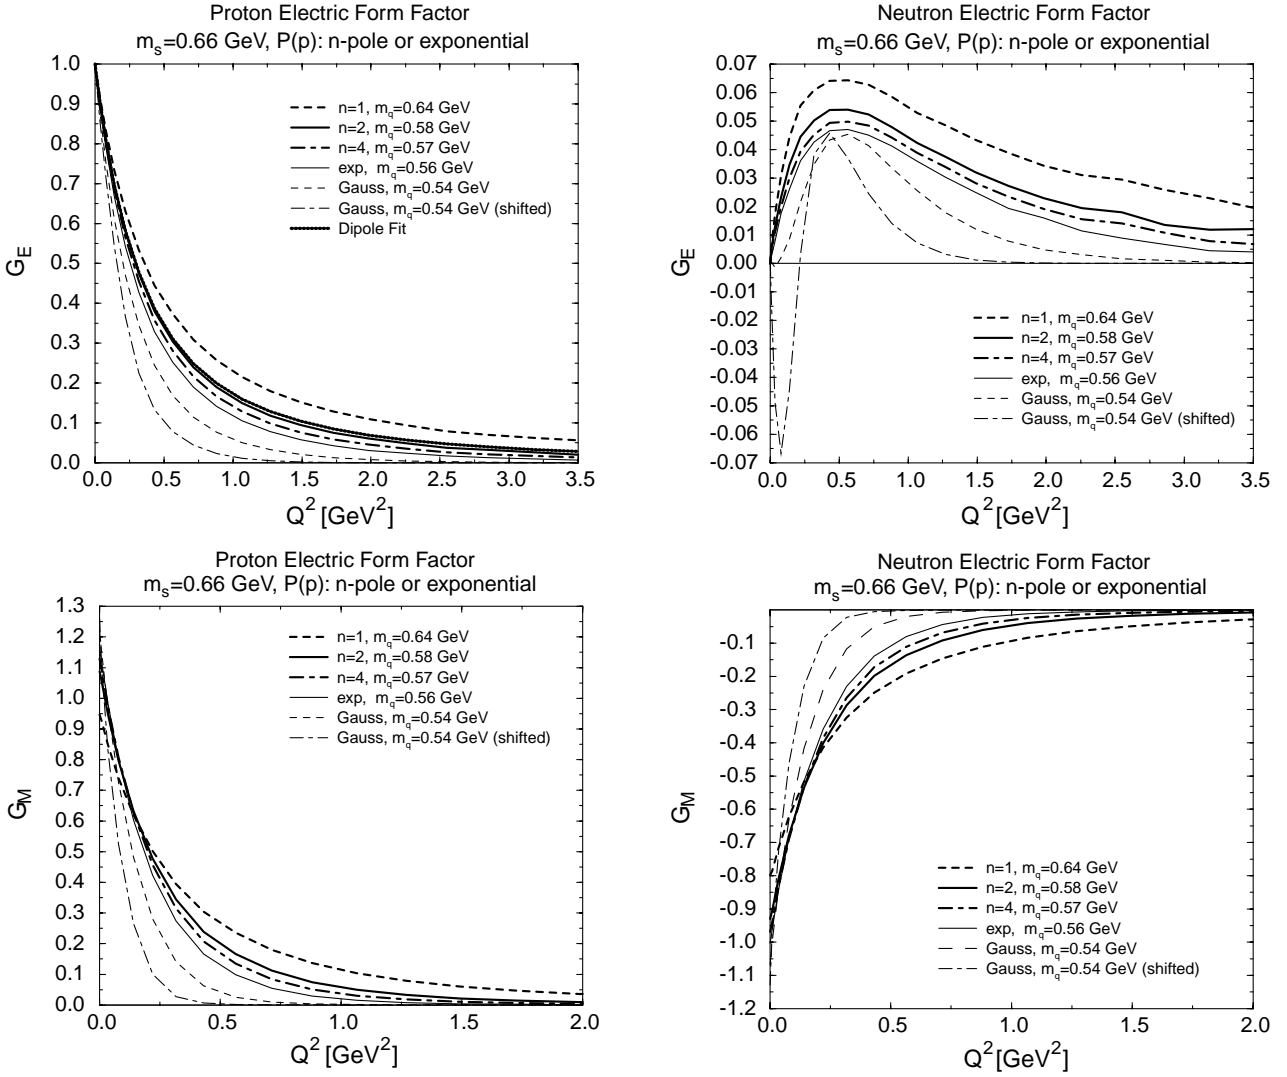 Proton Electric Form Factor
mₛ=0.66 GeV, P(p): n-pole or exponential
1.0
0.9
0.8
0.7
0.6
0.5
0.4
0.3
0.2
0.1
0.0
G_E
n=1, m_q=0.64 GeV
n=2, m_q=0.58 GeV
n=4, m_q=0.57 GeV
exp, m_q=0.56 GeV
Gauss, m_q=0.54 GeV
Gauss, m_q=0.54 GeV (shifted)
Dipole Fit
0.0 0.5 1.0 1.5 2.0 2.5 3.0 3.5
Q² [GeV²]
Neutron Electric Form Factor
mₛ=0.66 GeV, P(p): n-pole or exponential
0.07
0.06
0.05
0.04
0.03
0.02
0.01
0.00
-0.01
-0.02
-0.03
-0.04
-0.05
-0.06
-0.07
G_E
n=1, m_q=0.64 GeV
n=2, m_q=0.58 GeV
n=4, m_q=0.57 GeV
exp, m_q=0.56 GeV
Gauss, m_q=0.54 GeV
Gauss, m_q=0.54 GeV (shifted)
0.0 0.5 1.0 1.5 2.0 2.5 3.0 3.5
Q² [GeV²]
Proton Electric Form Factor
mₛ=0.66 GeV, P(p): n-pole or exponential
1.3
1.2
1.1
1.0
0.9
0.8
0.7
0.6
0.5
0.4
0.3
0.2
0.1
0.0
G_M
n=1, m_q=0.64 GeV
n=2, m_q=0.58 GeV
n=4, m_q=0.57 GeV
exp, m_q=0.56 GeV
Gauss, m_q=0.54 GeV
Gauss, m_q=0.54 GeV (shifted)
0.0 0.5 1.0 1.5 2.0
Q² [GeV²]
Neutron Electric Form Factor
mₛ=0.66 GeV, P(p): n-pole or exponential
-0.1
-0.2
-0.3
-0.4
-0.5
-0.6
-0.7
-0.8
-0.9
-1.0
-1.1
-1.2
G_M
n=1, m_q=0.64 GeV
n=2, m_q=0.58 GeV
n=4, m_q=0.57 GeV
exp, m_q=0.56 GeV
Gauss, m_q=0.54 GeV
Gauss, m_q=0.54 GeV (shifted)
0.0 0.5 1.0 1.5 2.0
Q² [GeV²]